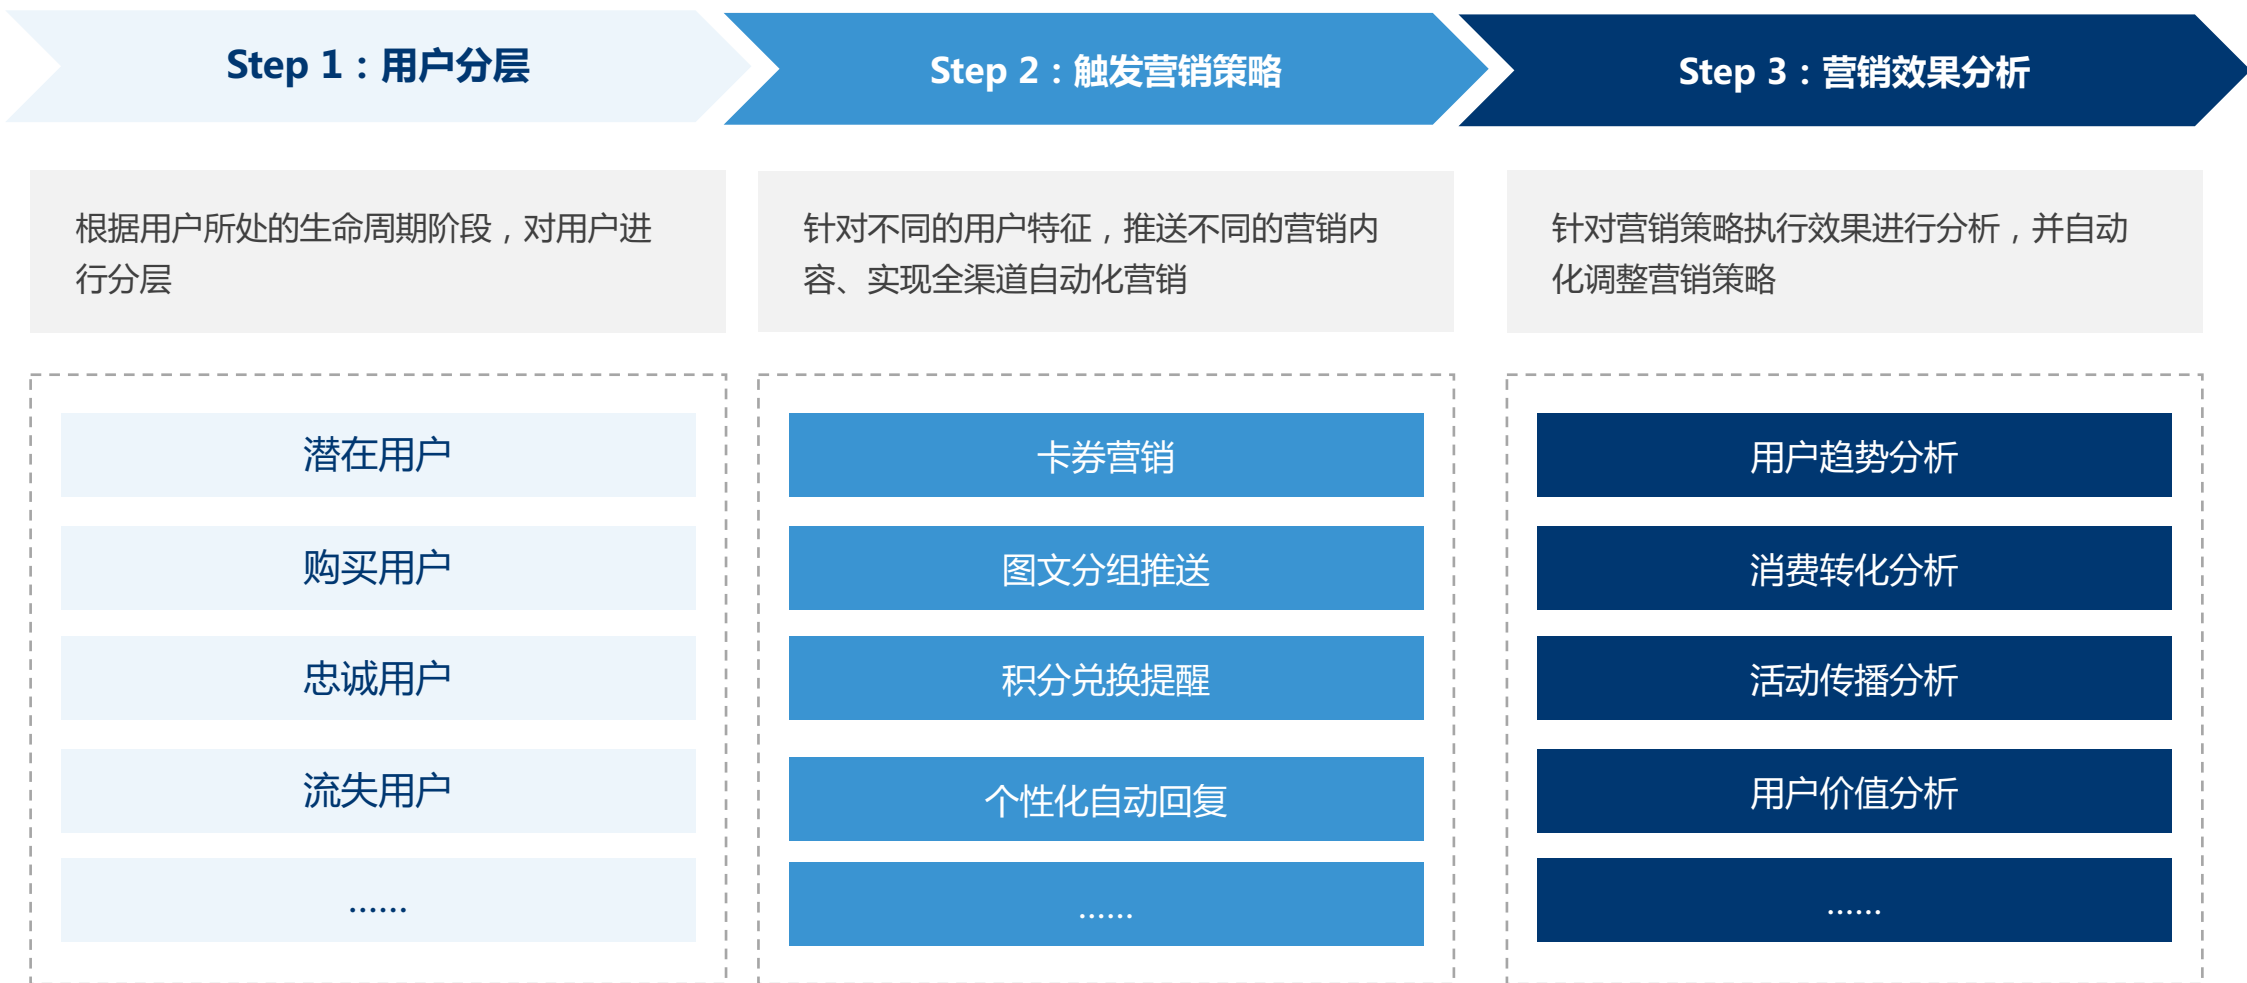 Step 1：用户分层
Step 2：触发营销策略
Step 3：营销效果分析
根据用户所处的生命周期阶段，对用户进
行分层
针对不同的用户特征，推送不同的营销内
容、实现全渠道自动化营销
针对营销策略执行效果进行分析，并自动
化调整营销策略
潜在用户
购买用户
忠诚用户
流失用户
……
卡券营销
图文分组推送
积分兑换提醒
个性化自动回复
……
用户趋势分析
消费转化分析
活动传播分析
用户价值分析
……